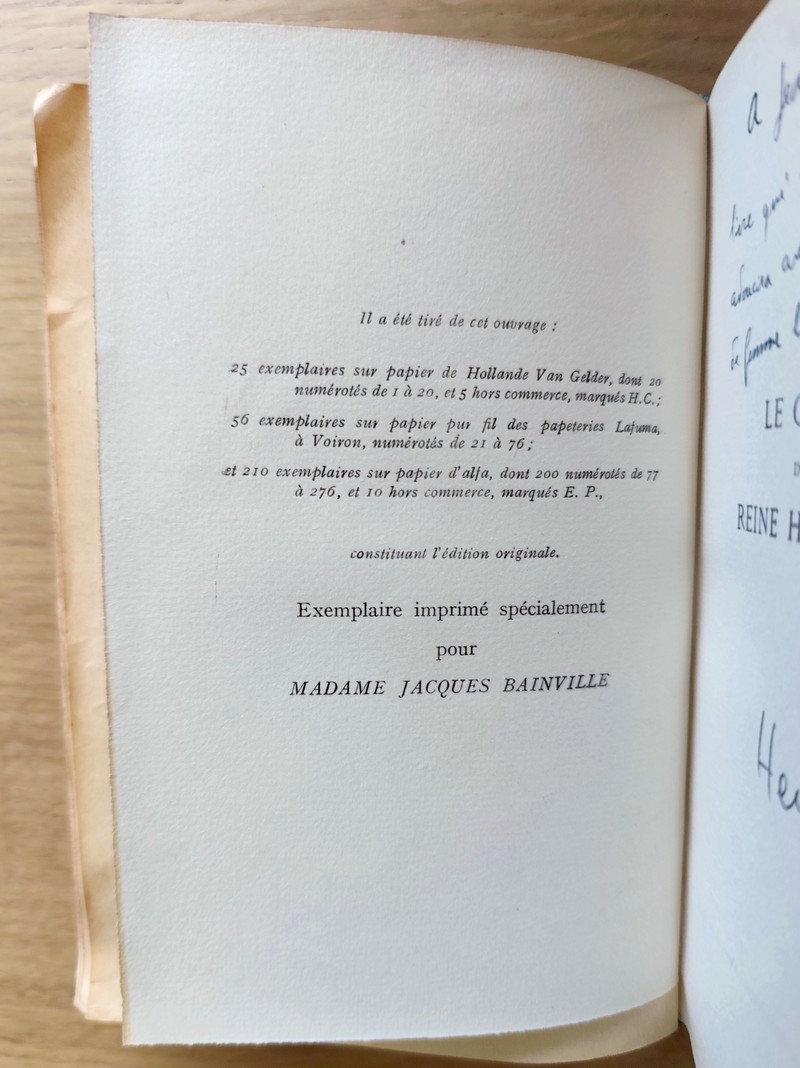 Il a été tiré de cet ouvrage :
25 exemplaires sur papier de Hollande Van Gelder, dont 20
numérotés de 1 à 20, et 5 hors commerce, marqués H.C.;
56 exemplaires sur papier pur fil des papeteries Lafuma,
à Voiron, numérotés de 21 à 76;
et 210 exemplaires sur papier d'alfa, dont 200 numérotés de 77
à 276, et 10 hors commerce, marqués E. P.,
constituant l'édition originale.
Exemplaire imprimé spécialement
pour
MADAME JACQUES BAINVILLE
A
lire qui
femme
LE
REINE H